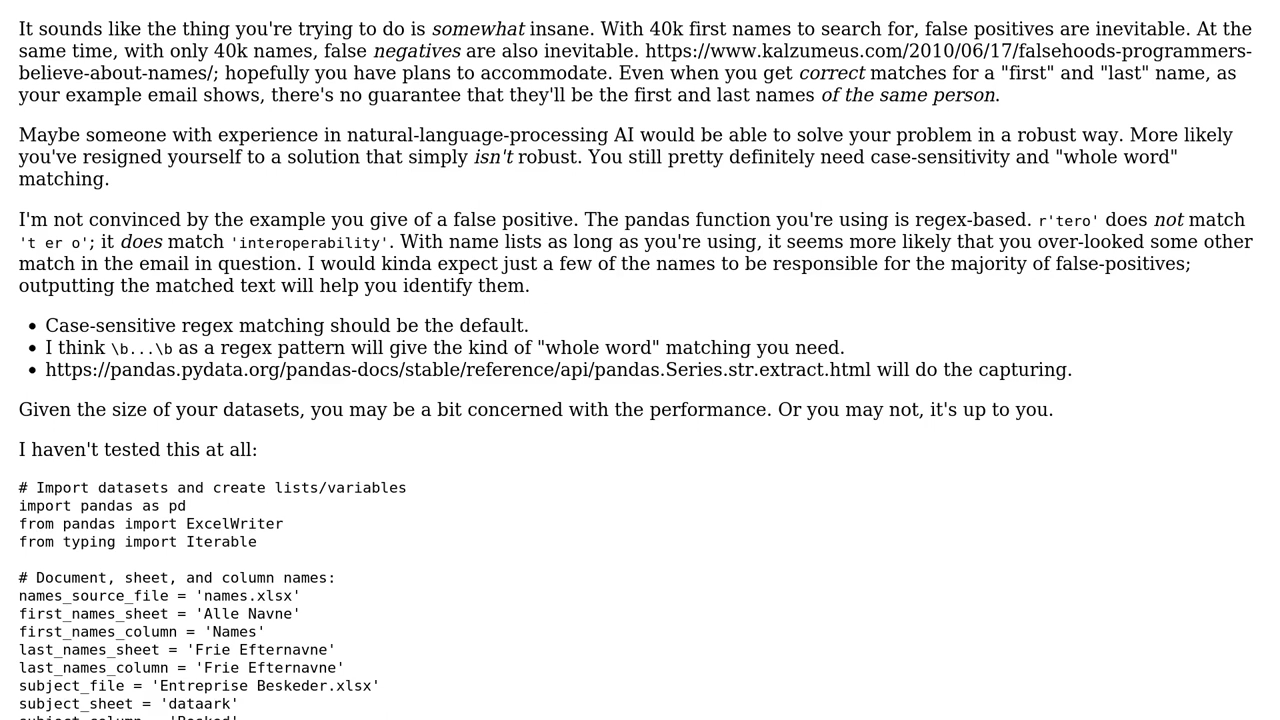 It sounds like the thing you're trying to do is somewhat insane. With 40k first names to search for, false positives are inevitable. At the
same time, with only 40k names, false negatives are also inevitable. https://www.kalzumeus.com/2010/06/17/falsehoods-programmers-
believe-about-names/; hopefully you have plans to accommodate. Even when you get correct matches for a "first" and "last" name, as
your example email shows, there's no guarantee that they'll be the first and last names of the same person.
Maybe someone with experience in natural-language-processing AI would be able to solve your problem in a robust way. More likely
you've resigned yourself to a solution that simply isn't robust. You still pretty definitely need case-sensitivity and "whole word"
matching.
I'm not convinced by the example you give of a false positive. The pandas function you're using is regex-based. r'tero' does not match
't er o'; it does match 'interoperability'. With name lists as long as you're using, it seems more likely that you over-looked some other
match in the email in question. I would kinda expect just a few of the names to be responsible for the majority of false-positives;
outputting the matched text will help you identify them.
• Case-sensitive regex matching should be the default.
• I think \b...\b as a regex pattern will give the kind of "whole word" matching you need.
• https://pandas.pydata.org/pandas-docs/stable/reference/api/pandas.Series.str.extract.html will do the capturing.
Given the size of your datasets, you may be a bit concerned with the performance. Or you may not, it's up to you.
I haven't tested this at all:
# Import datasets and create lists/variables
import pandas as pd
from pandas import ExcelWriter
from typing import Iterable
# Document, sheet, and column names:
names_source_file = 'names.xlsx'
first_names_sheet = 'Alle Navne'
first_names_column = 'Names'
last_names_sheet = 'Frie Efternavne'
last_names_column = 'Frie Efternavne'
subject_file = 'Entreprise Beskeder.xlsx'
subject_sheet = 'dataark'
subject_column = 'Besked'